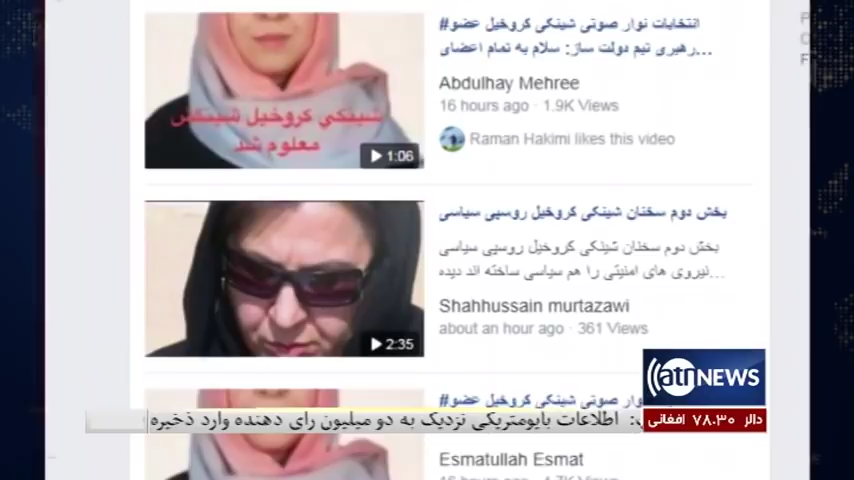 #انتخابات نوار صوتی شینکی کروخیل عضو
رهبری تیم دولت ساز: سلام به تمام اعضای...
Abdulhay Mehree
16 hours ago · 1.9K Views
Raman Hakimi likes this video
شینکي کروخیل شینکش
معلوم شد
1:06
بخش دوم سخنان شینکی کروخیل روسپی سیاسی
بخش دوم سخنان شینکی کروخیل روسپی سیاسی
نیروی های امنیتی را هم سیاسی ساخته اند دیده...
Shahhussain murtazawi
about an hour ago · 361 Views
2:35
atn NEWS
صوتی شینکی کروخیل عضو#
دالر ۷۸.۳۰ افغانی
: اطلاعات بایومتریکی نزدیک به دو میلیون رای دهنده وارد ذخیره
Esmatullah Esmat